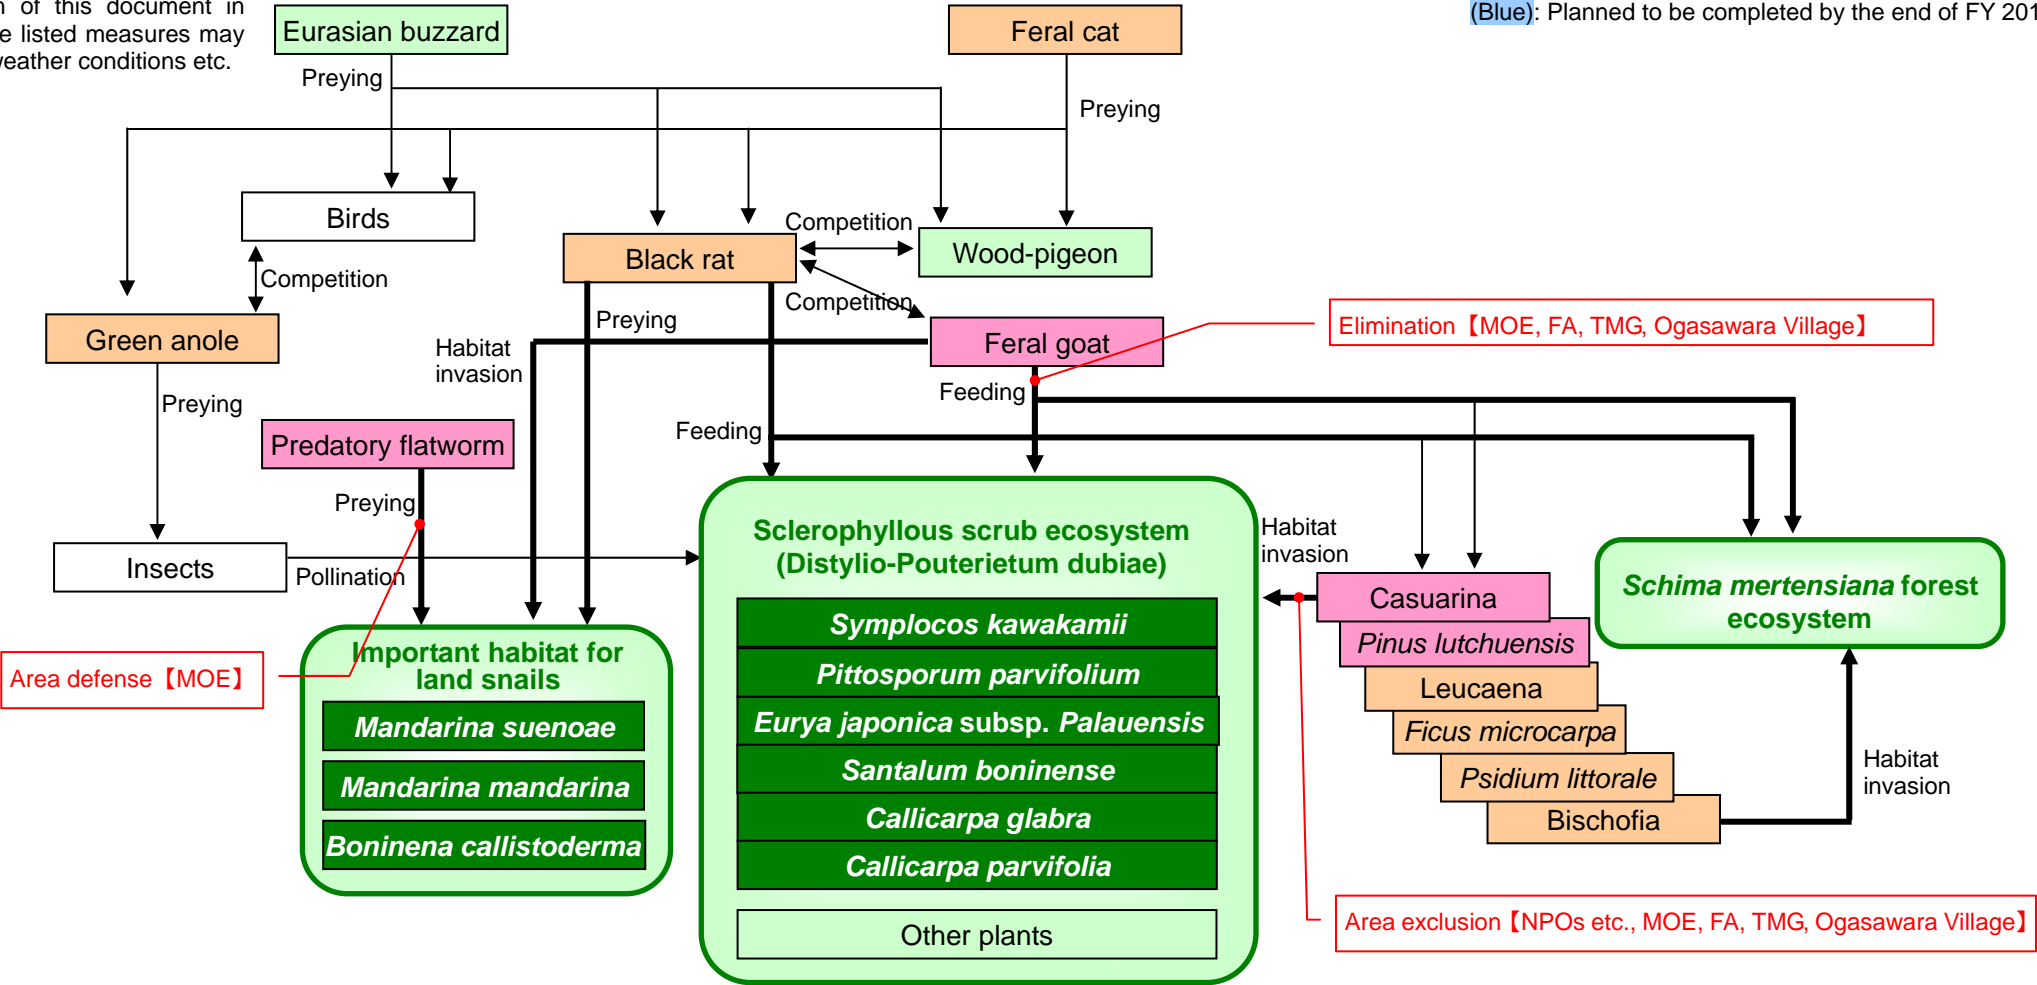 of this document in
listed measures may
weather conditions etc.
(Blue): Planned to be completed by the end of FY 201
Eurasian buzzard
Feral cat
Preying
Preying
Birds
Competition
Black rat
Wood-pigeon
Competition
Competition
Green anole
Preying
Feral goat
Elimination【MOE, FA, TMG, Ogasawara Village】
Habitat
invasion
Feeding
Preying
Feeding
Predatory flatworm
Preying
Insects
Pollination
Sclerophyllous scrub ecosystem
(Distylio-Pouterietum dubiae)
Symplocos kawakamii
Pittosporum parvifolium
Eurya japonica subsp. Palauensis
Santalum boninense
Callicarpa glabra
Callicarpa parvifolia
Other plants
Habitat
invasion
Casuarina
Pinus lutchuensis
Leucaena
Ficus microcarpa
Psidium littorale
Bischofia
Schima mertensiana forest
ecosystem
Habitat
invasion
Area defense【MOE】
Important habitat for
land snails
Mandarina suenoae
Mandarina mandarina
Boninena callistoderma
Area exclusion【NPOs etc., MOE, FA, TMG, Ogasawara Village】